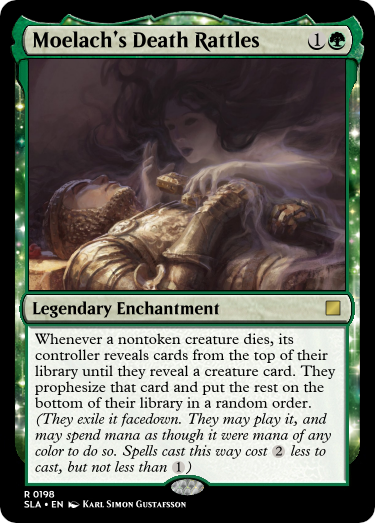 Moelach's Death Rattles 1
Legendary Enchantment
Whenever a nontoken creature dies, its
controller reveals cards from the top of their
library until they reveal a creature card. They
prophesize that card and put the rest on the
bottom of their library in a random order.
(They exile it facedown. They may play it, and
may spend mana as though it were mana of any
color to do so. Spells cast this way cost 2 less to
cast, but not less than 1)
R 0198
SLA • EN Karl Simon Gustafsson